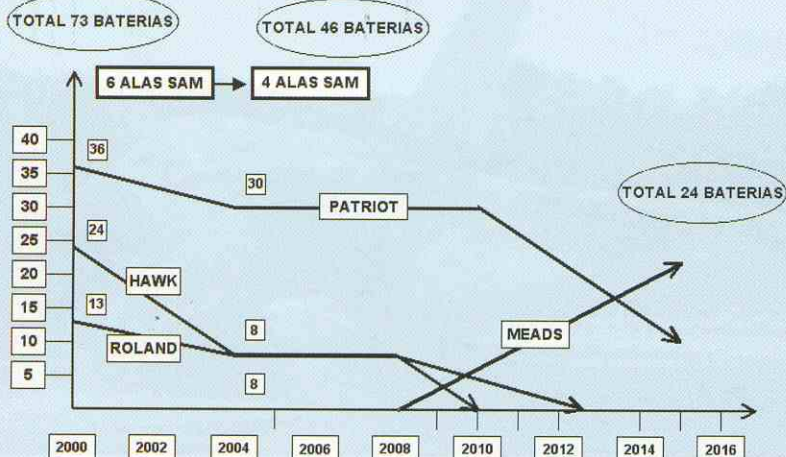 TOTAL 73 BATERIAS
TOTAL 46 BATERIAS
6 ALAS SAM
4 ALAS SAM
40
36
35
30
30
PATRIOT
TOTAL 24 BATERIAS
25
24
20
HAWK
15
13
MEADS
10
ROLAND
8
5
8
2000 2002 2004 2006 2008 2010 2012 2014 2016